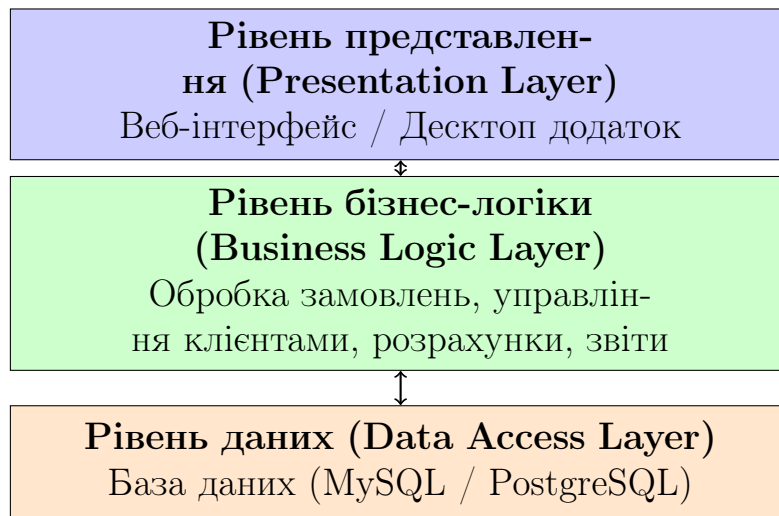 Рівень представлен-
ня (Presentation Layer)
Веб-інтерфейс / Десктоп додаток
Рівень бізнес-логіки
(Business Logic Layer)
Обробка замовлень, управлін-
ня клієнтами, розрахунки, звіти
Рівень даних (Data Access Layer)
База даних (MySQL / PostgreSQL)